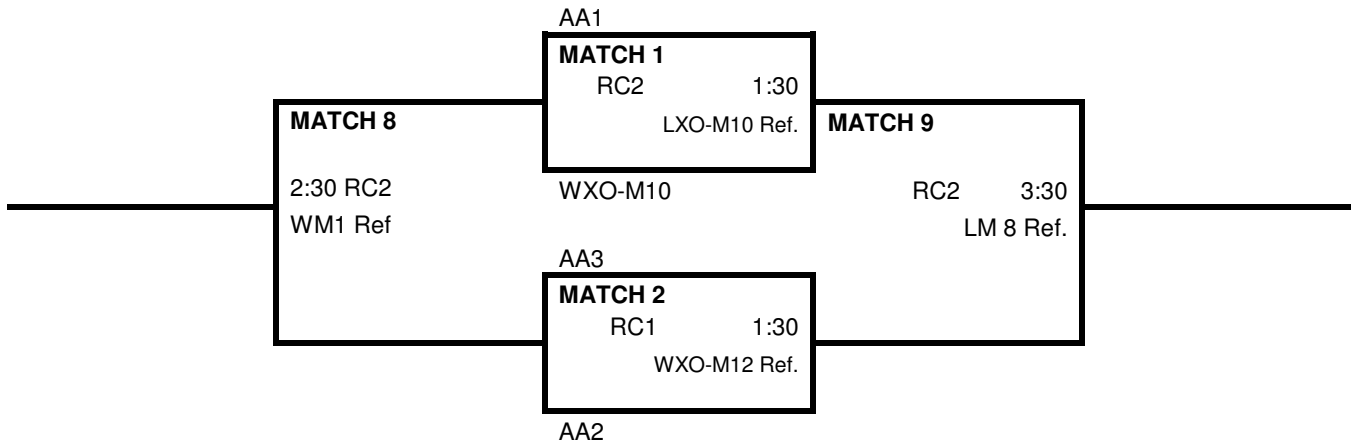 AA1
MATCH 1
RC2 1:30
LXO-M10 Ref.
WXO-M10
MATCH 8
2:30 RC2
WM1 Ref
MATCH 9
RC2 3:30
LM 8 Ref.
AA3
MATCH 2
RC1 1:30
WXO-M12 Ref.
AA2